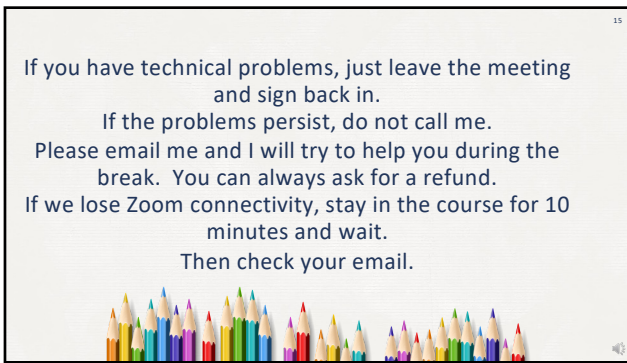 15
If you have technical problems, just leave the meeting
and sign back in.
If the problems persist, do not call me.
Please email me and I will try to help you during the
break.  You can always ask for a refund.
If we lose Zoom connectivity, stay in the course for 10
minutes and wait.
Then check your email.